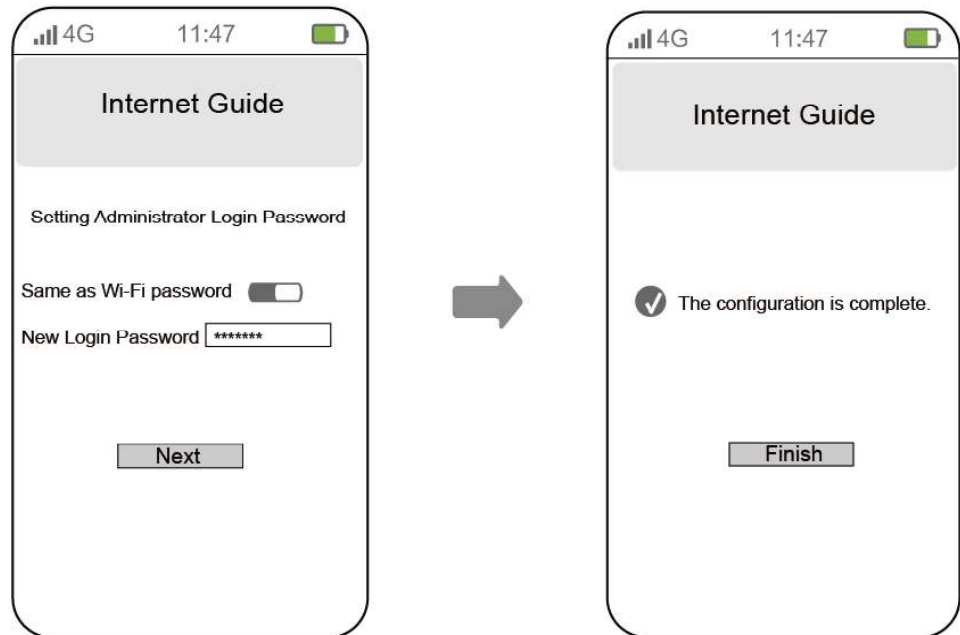 4G 11:47
Internet Guide
Setting Administrator Login Password
Same as Wi-Fi password
New Login Password *******
Next
4G 11:47
Internet Guide
The configuration is complete.
Finish